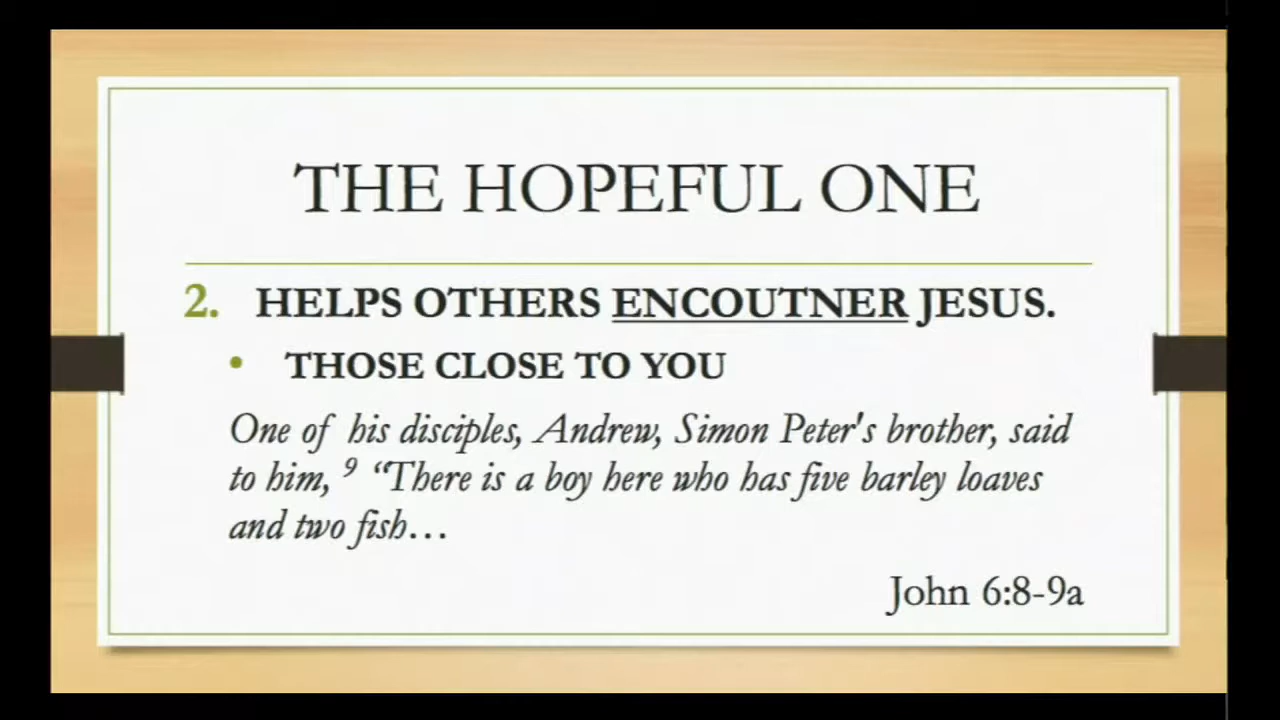 THE HOPEFUL ONE
2. HELPS OTHERS ENCOUTNER JESUS.
• THOSE CLOSE TO YOU
One of his disciples, Andrew, Simon Peter's brother, said
to him, 9 “There is a boy here who has five barley loaves
and two fish…
John 6:8-9a